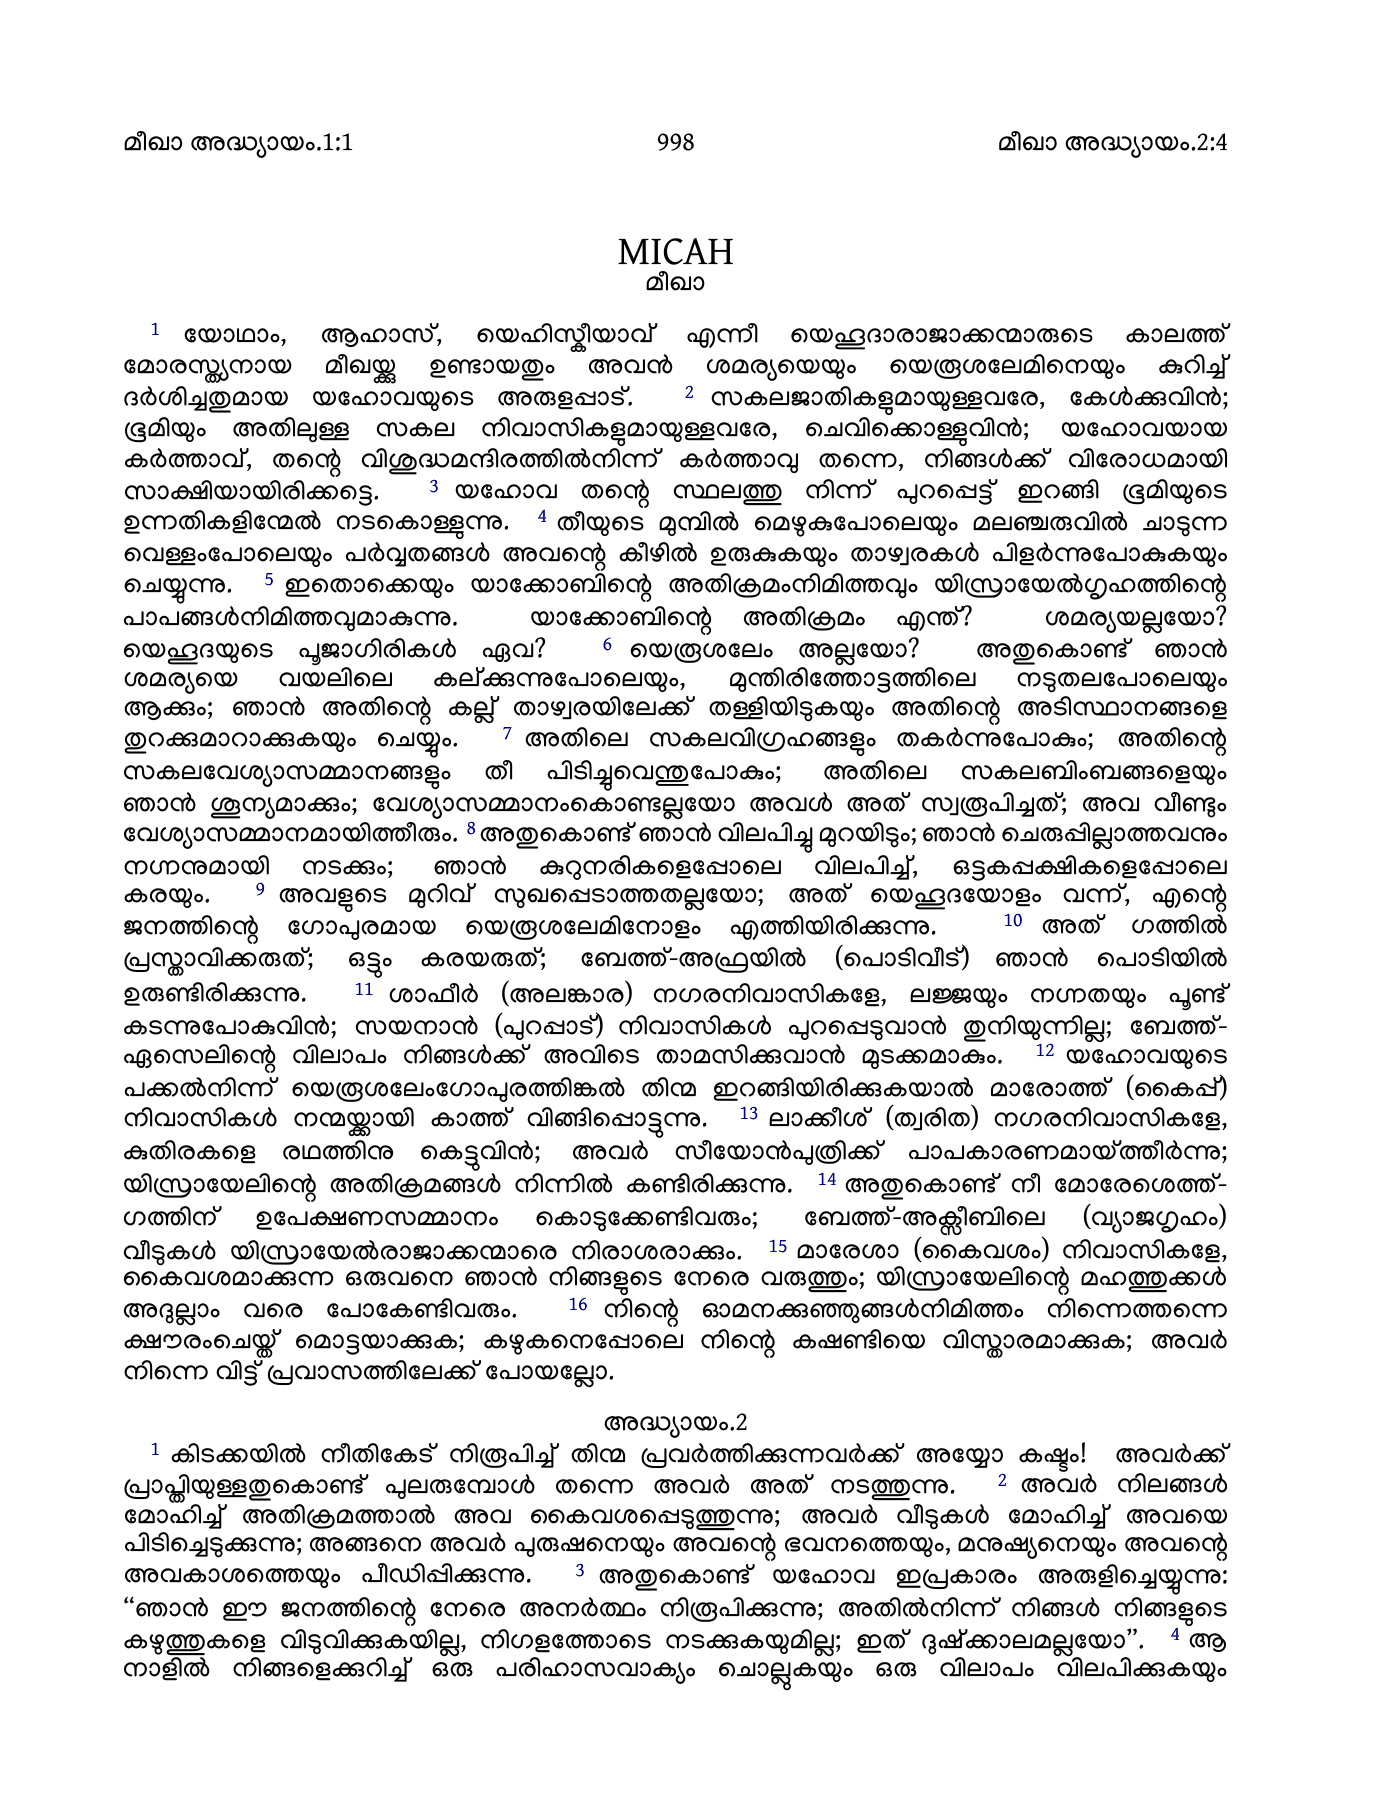 മീഖാ അദ്ധ്യായം.1:1 998 മീഖാ അദ്ധ്യായം.2:4
MICAH
മീഖാ
1 യോഥാം, ആഹാസ്, യെഹിസ്കീയാവ് എന്നീ യെഹൂദാരാജാക്കന്മാരുടെ കാലത്ത്
മോരസ്ത്യനായ മീഖയ്ക്കു ഉണ്ടായതും അവൻ ശമര്യയെയും യെരൂശലേമിനെയും കുറിച്ച്
ദർശിച്ചതുമായ യഹോവയുടെ അരുളപ്പാട്. 2 സകലജാതികളുമായുള്ളവരേ, കേൾക്കുവിൻ;
ഭൂമിയും അതിലുള്ള സകല നിവാസികളുമായുള്ളവരേ, ചെവിക്കൊള്ളുവിൻ; യഹോവയായ
കർത്താവ്, തന്റെ വിശുദ്ധമന്ദിരത്തിൽനിന്ന് കർത്താവു തന്നെ, നിങ്ങൾക്ക് വിരോധമായി
സാക്ഷിയായിരിക്കട്ടെ. 3 യഹോവ തന്റെ സ്ഥലത്തു നിന്ന് പുറപ്പെട്ട് ഇറങ്ങി ഭൂമിയുടെ
ഉന്നതികളിന്മേൽ നടകൊള്ളുന്നു. 4 തീയുടെ മുമ്പിൽ മെഴുകുപോലെയും മലഞ്ചരുവിൽ ചാടുന്ന
വെള്ളംപോലെയും പർവ്വതങ്ങൾ അവന്റെ കീഴിൽ ഉരുകുകയും താഴ്വരകൾ പിളർന്നുപോകുകയും
ചെയ്യുന്നു. 5 ഇതൊക്കെയും യാക്കോബിന്റെ അതിക്രമംനിമിത്തവും യിസ്രായേൽഗൃഹത്തിന്റെ
പാപങ്ങൾനിമിത്തവുമാകുന്നു. യാക്കോബിന്റെ അതിക്രമം എന്ത്? ശമര്യയല്ലയോ?
യെഹൂദയുടെ പൂജാഗിരികൾ ഏവ? 6 യെരൂശലേം അല്ലയോ? അതുകൊണ്ട് ഞാൻ
ശമര്യയെ വയലിലെ കല്ക്കുന്നുപോലെയും, മുന്തിരിത്തോട്ടത്തിലെ നടുതലപോലെയും
ആക്കും; ഞാൻ അതിന്റെ കല്ല് താഴ്വരയിലേക്ക് തള്ളിയിടുകയും അതിന്റെ അടിസ്ഥാനങ്ങളെ
തുറക്കുമാറാക്കുകയും ചെയ്യും. 7 അതിലെ സകലവിഗ്രഹങ്ങളും തകർന്നുപോകും; അതിന്റെ
സകലവേശ്യാസമ്മാനങ്ങളും തീ പിടിച്ചുവെന്തുപോകും; അതിലെ സകലബിംബങ്ങളെയും
ഞാൻ ശൂന്യമാക്കും; വേശ്യാസമ്മാനംകൊണ്ടല്ലയോ അവൾ അത് സ്വരൂപിച്ചത്; അവ വീണ്ടും
വേശ്യാസമ്മാനമായിത്തീരും. 8 അതുകൊണ്ട് ഞാൻ വിലപിച്ചു മുറയിടും; ഞാൻ ചെരുപ്പില്ലാത്തവനും
നഗ്നനുമായി നടക്കും; ഞാൻ കുറുനരികളെപ്പോലെ വിലപിച്ച്, ഒട്ടകപ്പക്ഷികളെപ്പോലെ
കരയും. 9 അവളുടെ മുറിവ് സുഖപ്പെടാത്തതല്ലയോ; അത് യെഹൂദയോളം വന്ന്, എന്റെ
ജനത്തിന്റെ ഗോപുരമായ യെരൂശലേമിനോളം എത്തിയിരിക്കുന്നു. 10 അത് ഗത്തിൽ
പ്രസ്താവിക്കരുത്; ഒട്ടും കരയരുത്; ബേത്ത്-അഫ്രയിൽ (പൊടിവീട്) ഞാൻ പൊടിയിൽ
ഉരുണ്ടിരിക്കുന്നു. 11 ശാഫീർ (അലങ്കാര) നഗരനിവാസികളേ, ലജ്ജയും നഗ്നതയും പൂണ്ട്
കടന്നുപോകുവിൻ; സയനാൻ (പുറപ്പാട്) നിവാസികൾ പുറപ്പെടുവാൻ തുനിയുന്നില്ല; ബേത്ത്-
ഏസെലിന്റെ വിലാപം നിങ്ങൾക്ക് അവിടെ താമസിക്കുവാൻ മുടക്കമാകും. 12 യഹോവയുടെ
പക്കൽനിന്ന് യെരൂശലേംഗോപുരത്തിങ്കൽ തിന്മ ഇറങ്ങിയിരിക്കുകയാൽ മാരോത്ത് (കൈപ്പ്)
നിവാസികൾ നന്മയ്ക്കായി കാത്ത് വിങ്ങിപ്പൊട്ടുന്നു. 13 ലാക്കീശ് (ത്വരിത) നഗരനിവാസികളേ,
കുതിരകളെ രഥത്തിനു കെട്ടുവിൻ; അവർ സീയോൻപുത്രിക്ക് പാപകാരണമായ്ത്തീർന്നു;
യിസ്രായേലിന്റെ അതിക്രമങ്ങൾ നിന്നിൽ കണ്ടിരിക്കുന്നു. 14 അതുകൊണ്ട് നീ മോരേശെത്ത്-
ഗത്തിന് ഉപേക്ഷണസമ്മാനം കൊടുക്കേണ്ടിവരും; ബേത്ത്-അക്സീബിലെ (വ്യാജഗൃഹം)
വീടുകൾ യിസ്രായേൽരാജാക്കന്മാരെ നിരാശരാക്കും. 15 മാരേശാ (കൈവശം) നിവാസികളേ,
കൈവശമാക്കുന്ന ഒരുവനെ ഞാൻ നിങ്ങളുടെ നേരെ വരുത്തും; യിസ്രായേലിന്റെ മഹത്തുക്കൾ
അദുല്ലാം വരെ പോകേണ്ടിവരും. 16 നിന്റെ ഓമനക്കുഞ്ഞുങ്ങൾനിമിത്തം നിന്നെത്തന്നെ
ക്ഷൗരംചെയ്ത് മൊട്ടയാക്കുക; കഴുകനെപ്പോലെ നിന്റെ കഷണ്ടിയെ വിസ്താരമാക്കുക; അവർ
നിന്നെ വിട്ട് പ്രവാസത്തിലേക്ക് പോയല്ലോ.
അദ്ധ്യായം.2
1 കിടക്കയിൽ നീതികേട് നിരൂപിച്ച് തിന്മ പ്രവർത്തിക്കുന്നവർക്ക് അയ്യോ കഷ്ടം! അവർക്ക്
പ്രാപ്തിയുള്ളതുകൊണ്ട് പുലരുമ്പോൾ തന്നെ അവർ അത് നടത്തുന്നു. 2 അവർ നിലങ്ങൾ
മോഹിച്ച് അതിക്രമത്താൽ അവ കൈവശപ്പെടുത്തുന്നു; അവർ വീടുകൾ മോഹിച്ച് അവയെ
പിടിച്ചെടുക്കുന്നു; അങ്ങനെ അവർ പുരുഷനെയും അവന്റെ ഭവനത്തെയും, മനുഷ്യനെയും അവന്റെ
അവകാശത്തെയും പീഡിപ്പിക്കുന്നു. 3 അതുകൊണ്ട് യഹോവ ഇപ്രകാരം അരുളിച്ചെയ്യുന്നു:
“ഞാൻ ഈ ജനത്തിന്റെ നേരെ അനർത്ഥം നിരൂപിക്കുന്നു; അതിൽനിന്ന് നിങ്ങൾ നിങ്ങളുടെ
കഴുത്തുകളെ വിടുവിക്കുകയില്ല, നിഗളത്തോടെ നടക്കുകയുമില്ല; ഇത് ദുഷ്ക്കാലമല്ലയോ”. 4 ആ
നാളിൽ നിങ്ങളെക്കുറിച്ച് ഒരു പരിഹാസവാക്യം ചൊല്ലുകയും ഒരു വിലാപം വിലപിക്കുകയും